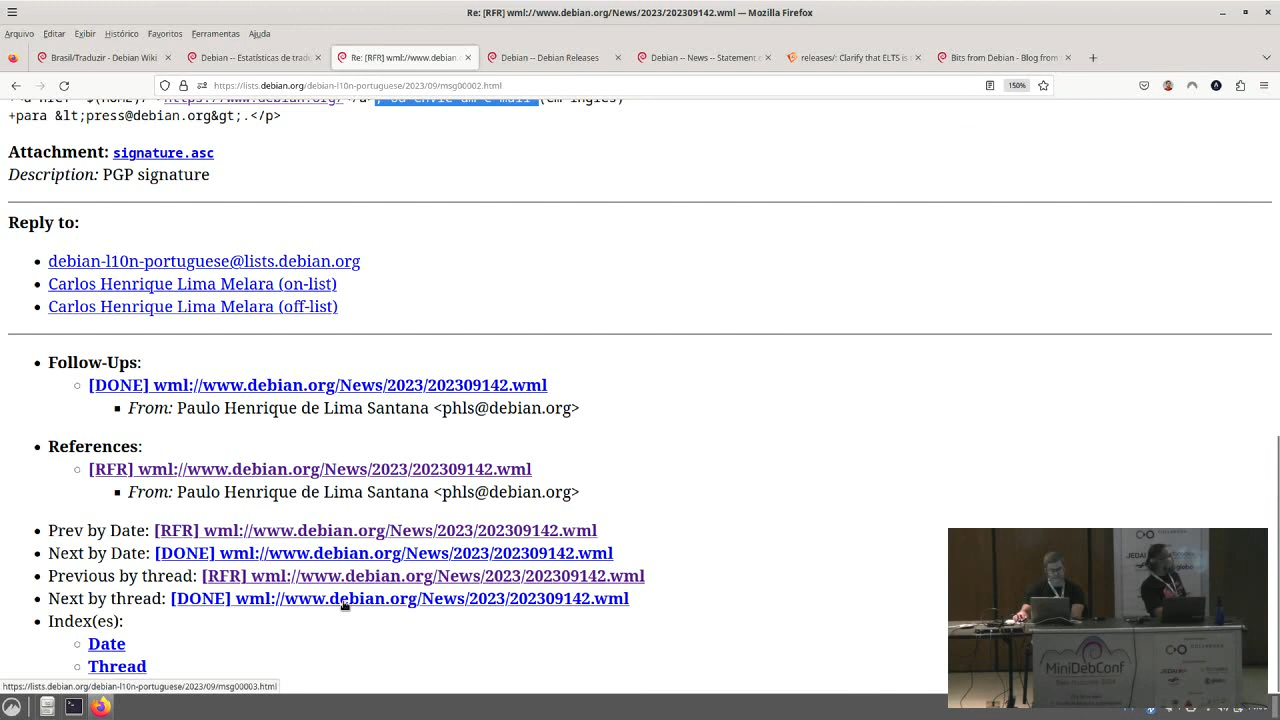 Re: [RFR] wml://www.debian.org/News/2023/202309142.wml — Mozilla Firefox
Arquivo Editar Exibir Histórico Favoritos Ferramentas Ajuda
Brasil/Traduzir - Debian Wiki
Debian -- Estatísticas de trad
Re: [RFR] wml://www.debian
Debian -- Debian Releases
Debian -- News -- Statement
releases/: Clarify that ELTS is
Bits from Debian - Blog from
https://lists.debian.org/debian-l10n-portuguese/2023/09/msg00002.html
150%
+para &lt;press@debian.org&gt;.</p>
Attachment: signature.asc
Description: PGP signature
Reply to:
debian-l10n-portuguese@lists.debian.org
Carlos Henrique Lima Melara (on-list)
Carlos Henrique Lima Melara (off-list)
Follow-Ups:
[DONE] wml://www.debian.org/News/2023/202309142.wml
From: Paulo Henrique de Lima Santana <phls@debian.org>
References:
[RFR] wml://www.debian.org/News/2023/202309142.wml
From: Paulo Henrique de Lima Santana <phls@debian.org>
Prev by Date: [RFR] wml://www.debian.org/News/2023/202309142.wml
Next by Date: [DONE] wml://www.debian.org/News/2023/202309142.wml
Previous by thread: [RFR] wml://www.debian.org/News/2023/202309142.wml
Next by thread: [DONE] wml://www.debian.org/News/2023/202309142.wml
Index(es):
Date
Thread
https://lists.debian.org/debian-l10n-portuguese/2023/09/msg00003.html
MiniDebConf